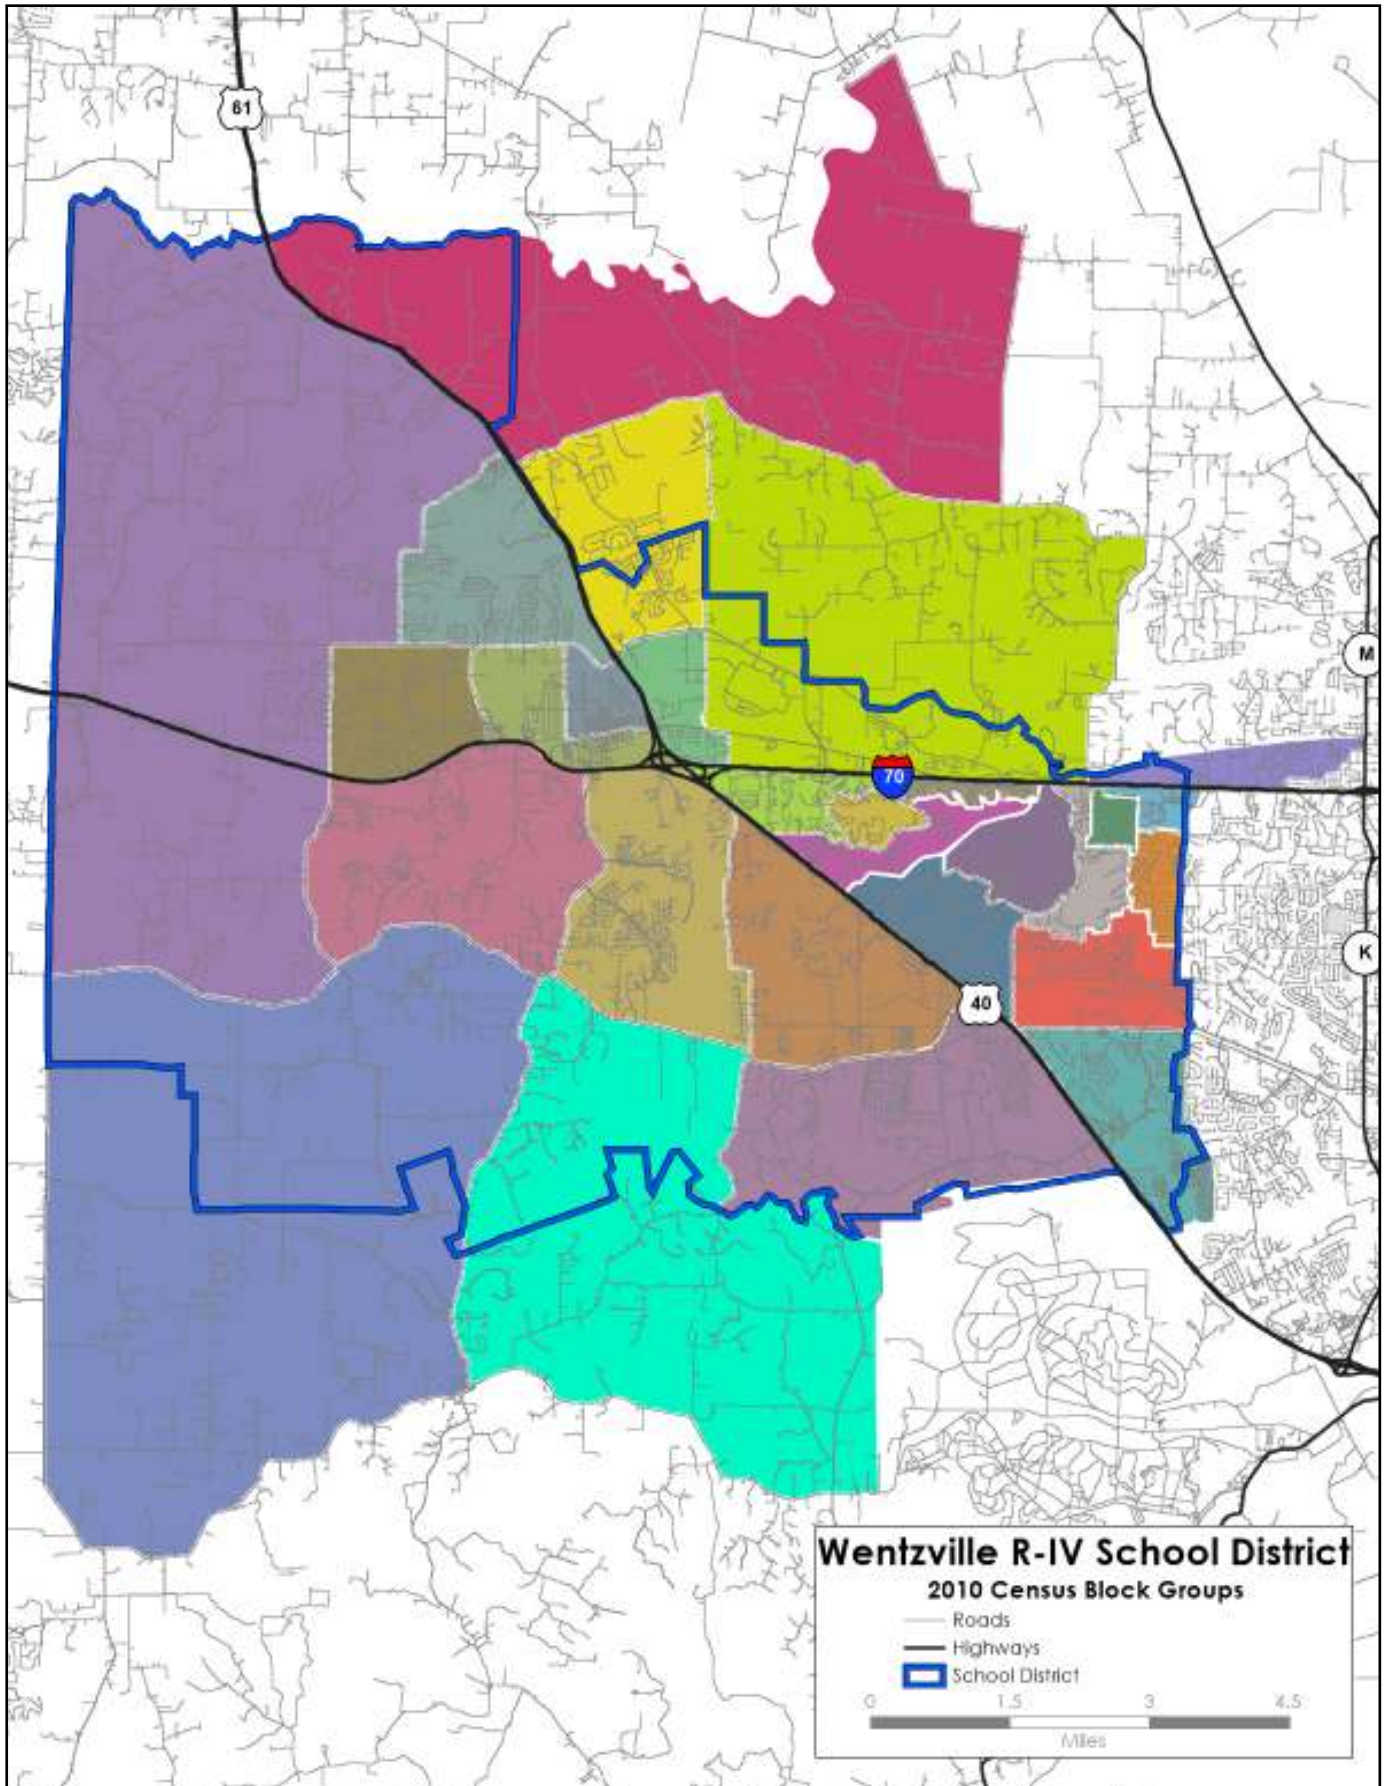 61
M
70
K
40
Wentzville R-IV School District
2010 Census Block Groups
Roads
Highways
School District
0 1.5 3 4.5
Miles